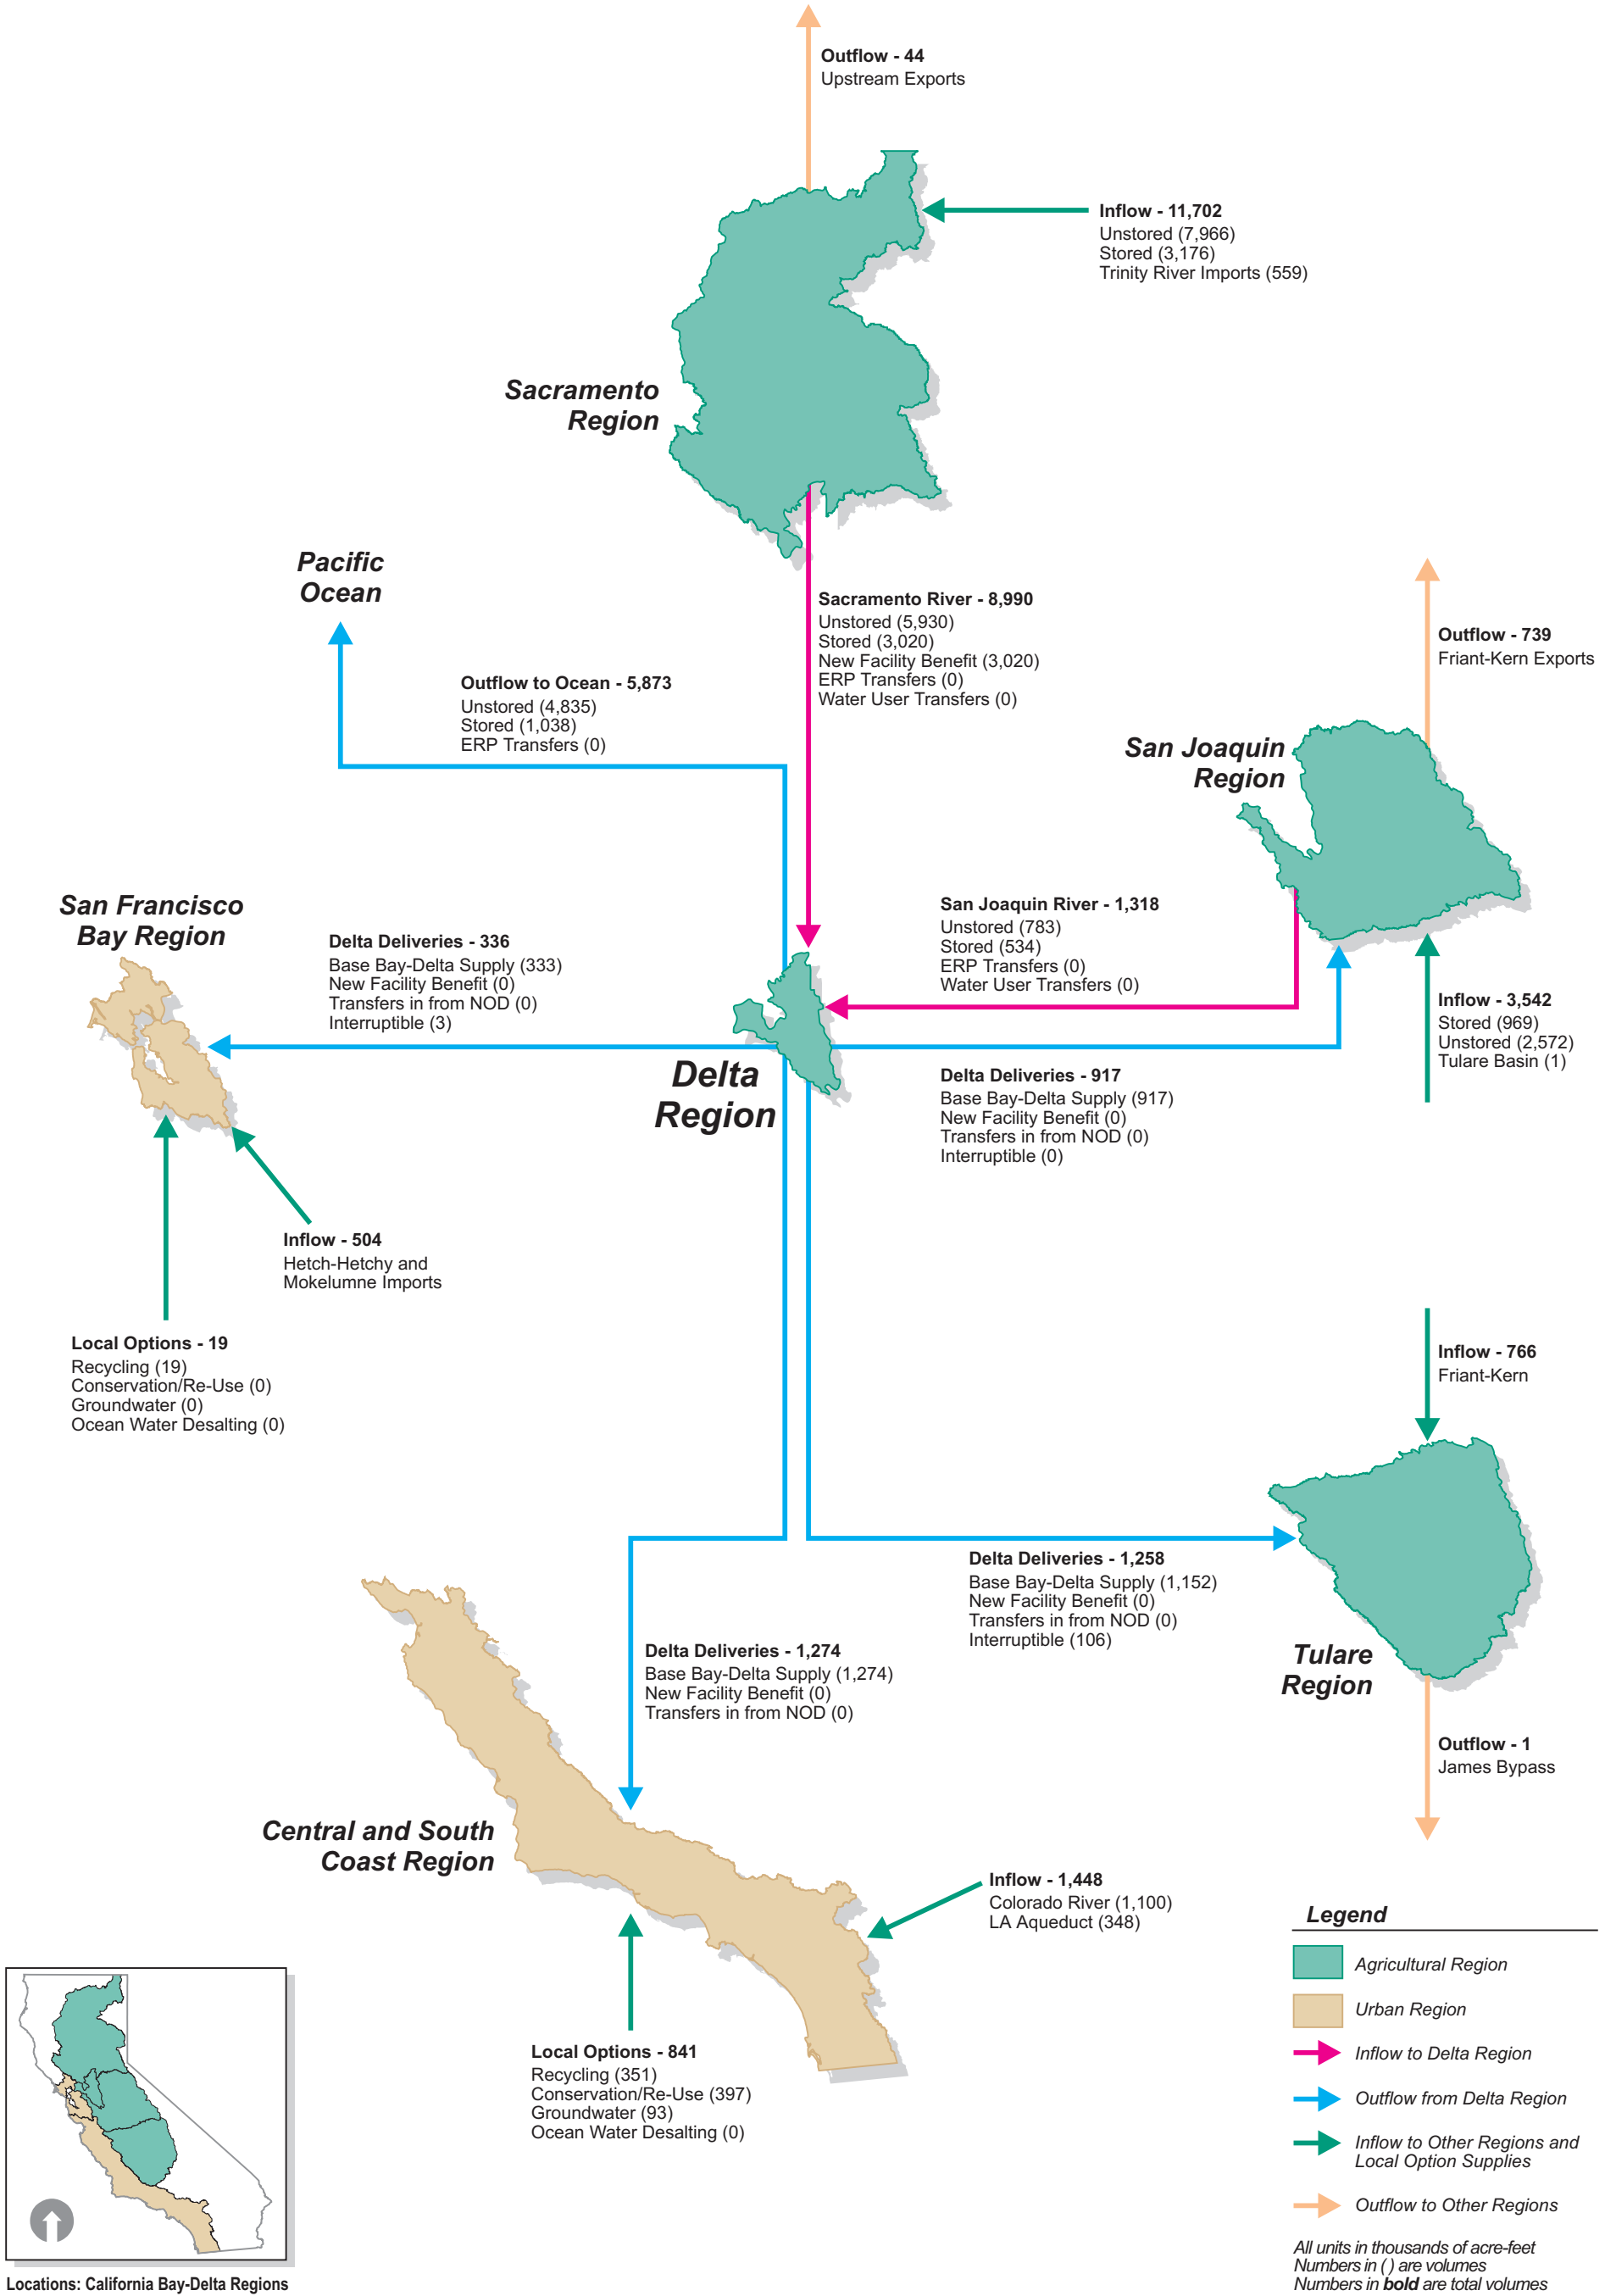 Outflow - 44
Upstream Exports
Inflow - 11,702
Unstored (7,966)
Stored (3,176)
Trinity River Imports (559)
Sacramento
Region
Pacific
Ocean
Sacramento River - 8,990
Unstored (5,930)
Stored (3,020)
New Facility Benefit (3,020)
ERP Transfers (0)
Water User Transfers (0)
Outflow - 739
Friant-Kern Exports
Outflow to Ocean - 5,873
Unstored (4,835)
Stored (1,038)
ERP Transfers (0)
San Joaquin
Region
San Francisco
Bay Region
Delta Deliveries - 336
Base Bay-Delta Supply (333)
New Facility Benefit (0)
Transfers in from NOD (0)
Interruptible (3)
San Joaquin River - 1,318
Unstored (783)
Stored (534)
ERP Transfers (0)
Water User Transfers (0)
Inflow - 3,542
Stored (969)
Unstored (2,572)
Tulare Basin (1)
Delta
Region
Delta Deliveries - 917
Base Bay-Delta Supply (917)
New Facility Benefit (0)
Transfers in from NOD (0)
Interruptible (0)
Inflow - 504
Hetch-Hetchy and
Mokelumne Imports
Local Options - 19
Recycling (19)
Conservation/Re-Use (0)
Groundwater (0)
Ocean Water Desalting (0)
Inflow - 766
Friant-Kern
Delta Deliveries - 1,258
Base Bay-Delta Supply (1,152)
New Facility Benefit (0)
Transfers in from NOD (0)
Interruptible (106)
Tulare
Region
Delta Deliveries - 1,274
Base Bay-Delta Supply (1,274)
New Facility Benefit (0)
Transfers in from NOD (0)
Outflow - 1
James Bypass
Central and South
Coast Region
Inflow - 1,448
Colorado River (1,100)
LA Aqueduct (348)
Local Options - 841
Recycling (351)
Conservation/Re-Use (397)
Groundwater (93)
Ocean Water Desalting (0)
Legend
Agricultural Region
Urban Region
Inflow to Delta Region
Outflow from Delta Region
Inflow to Other Regions and
Local Option Supplies
Outflow to Other Regions
All units in thousands of acre-feet
Numbers in ( ) are volumes
Numbers in bold are total volumes
Locations: California Bay-Delta Regions